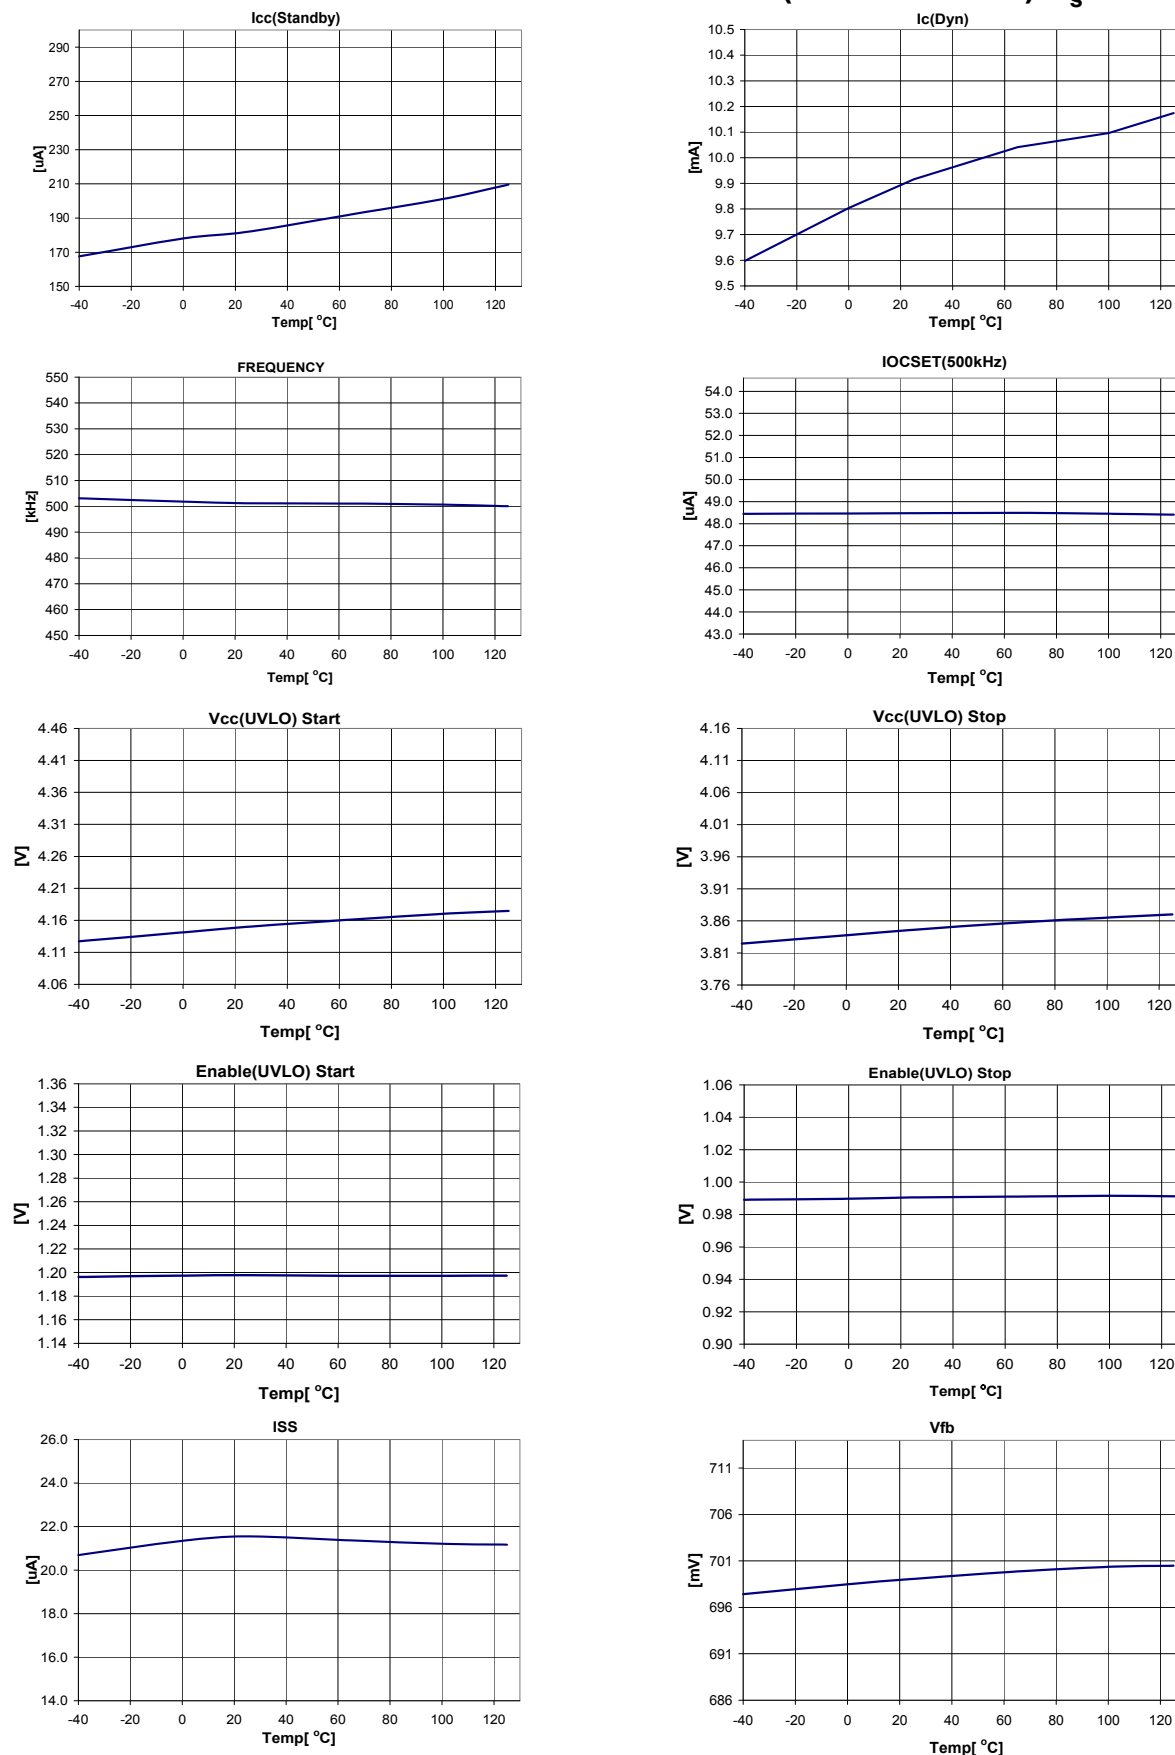 Icc(Standby)
290
270
250
230
210
190
170
150
[uA]
-40 -20 0 20 40 60 80 100 120
Temp[ °C]
Ic(Dyn)
10.5
10.4
10.3
10.2
10.1
10.0
9.9
9.8
9.7
9.6
9.5
[mA]
-40 -20 0 20 40 60 80 100 120
Temp[ °C]
FREQUENCY
550
540
530
520
510
500
490
480
470
460
450
[kHz]
-40 -20 0 20 40 60 80 100 120
Temp[ °C]
IOCSET(500kHz)
54.0
53.0
52.0
51.0
50.0
49.0
48.0
47.0
46.0
45.0
44.0
43.0
[uA]
-40 -20 0 20 40 60 80 100 120
Temp[ °C]
Vcc(UVLO) Start
4.46
4.41
4.36
4.31
4.26
4.21
4.16
4.11
4.06
[V]
-40 -20 0 20 40 60 80 100 120
Temp[ °C]
Vcc(UVLO) Stop
4.16
4.11
4.06
4.01
3.96
3.91
3.86
3.81
3.76
[V]
-40 -20 0 20 40 60 80 100 120
Temp[ °C]
Enable(UVLO) Start
1.36
1.34
1.32
1.30
1.28
1.26
1.24
1.22
1.20
1.18
1.16
1.14
[V]
-40 -20 0 20 40 60 80 100 120
Temp[ °C]
Enable(UVLO) Stop
1.06
1.04
1.02
1.00
0.98
0.96
0.94
0.92
0.90
[V]
-40 -20 0 20 40 60 80 100 120
Temp[ °C]
ISS
26.0
24.0
22.0
20.0
18.0
16.0
14.0
[uA]
-40 -20 0 20 40 60 80 100 120
Temp[ °C]
Vfb
711
706
701
696
691
686
[mV]
-40 -20 0 20 40 60 80 100 120
Temp[ °C]